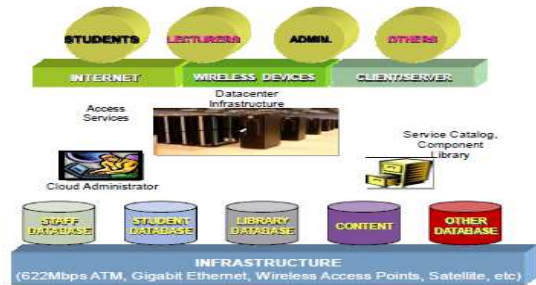 STUDENTS
LECTURERS
ADMIN.
OTHERS
INTERNET
WIRELESS DEVICES
CLIENT/SERVER
Access
Services
Datacenter
Infrastructure
Service Catalog,
Component
Library
Cloud Administrator
STAFF
DATABASE
STUDENT
DATABASE
LIBRARY
DATABASE
CONTENT
OTHER
DATABASE
INFRASTRUCTURE
(622Mbps ATM, Gigabit Ethernet, Wireless Access Points, Satellite, etc)